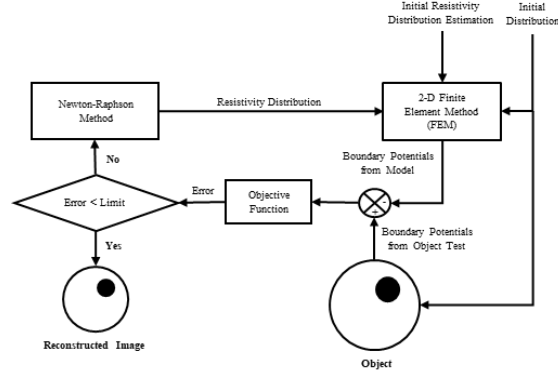 Initial Resistivity
Distribution Estimation
Initial
Distribution
Newton-Raphson
Method
Resistivity Distribution
2-D Finite
Element Method
(FEM)
Boundary Potentials
from Model
No
Error < Limit
Error
Objective
Function
-
+
Yes
Boundary Potentials
from Object Test
Reconstructed Image
Object